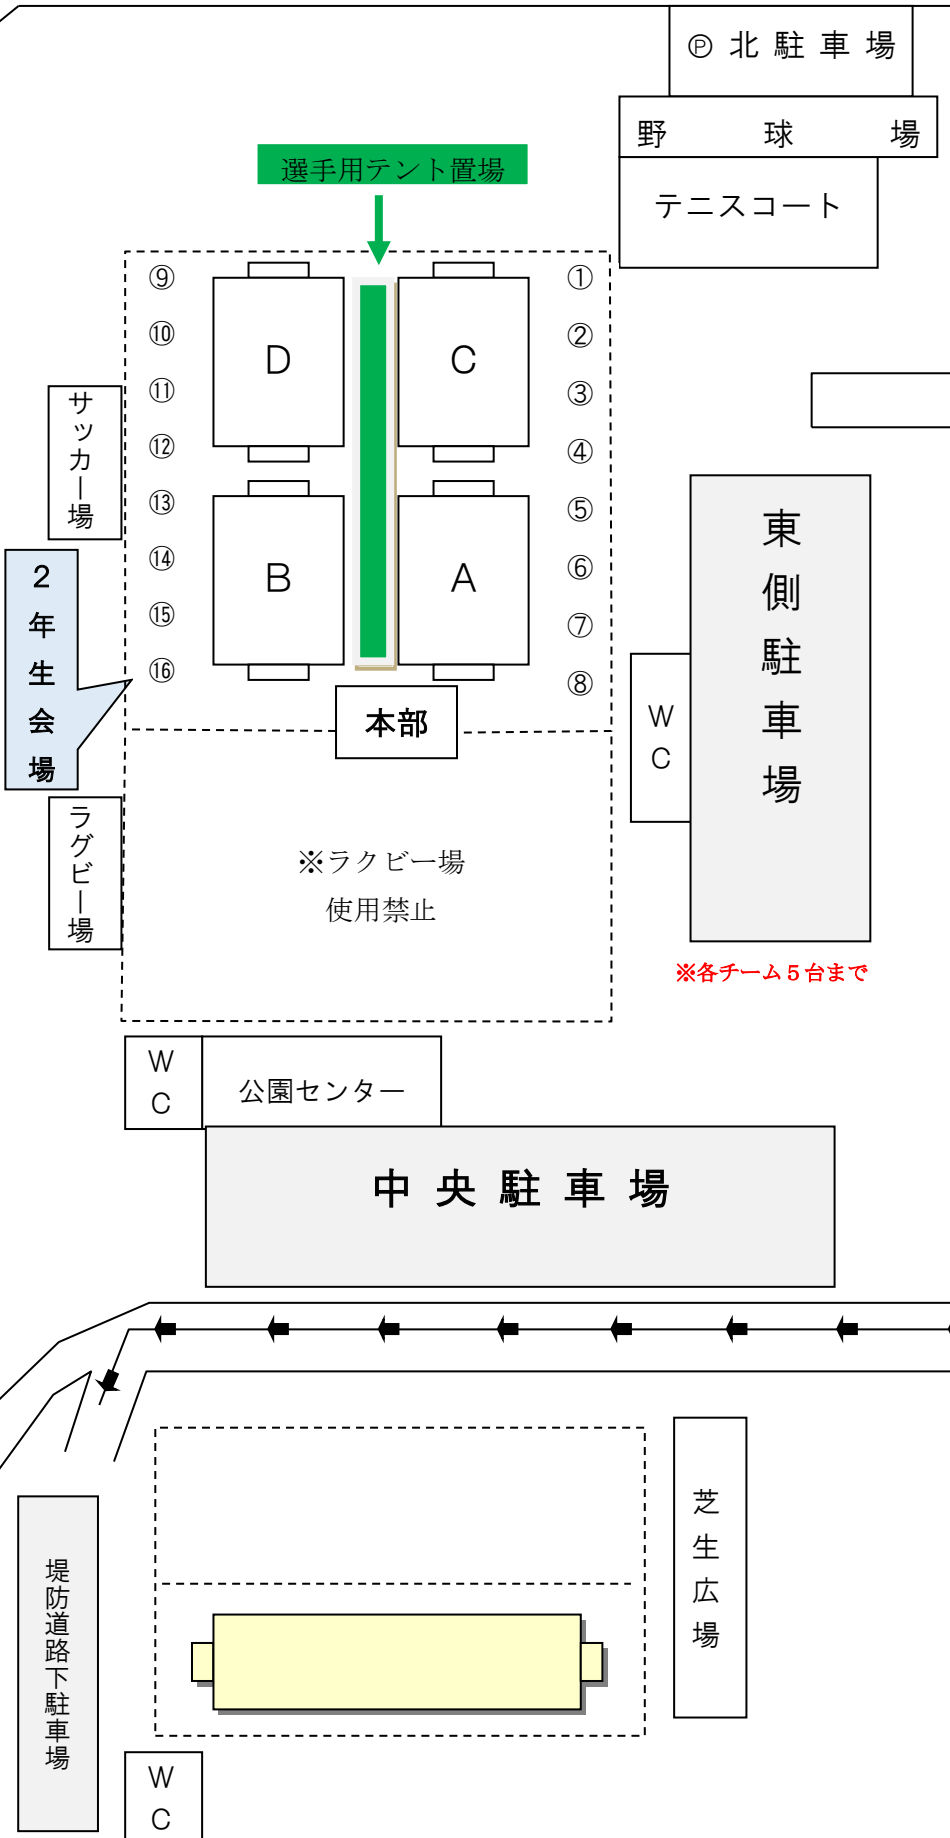 Ⓟ 北 駐 車 場
野 球 場
テニスコート
選手用テント置場
⑨
⑩
⑪
⑫
⑬
⑭
⑮
⑯
D
C
B
A
①
②
③
④
⑤
⑥
⑦
⑧
サッカー場
2年生会場
ラグビー場
本部
※ラクビー場
使用禁止
WC
東側駐車場
※各チーム５台まで
WC
公園センター
中 央 駐 車 場
芝生広場
堤防道路下駐車場
WC